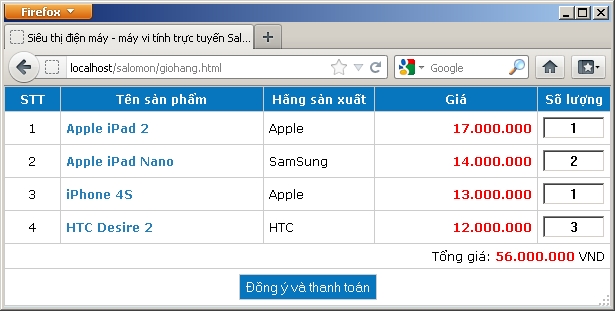 Firefox
Siêu thị điện máy - máy vi tính trực tuyến Sal...
localhost/salomon/giohang.html
Google
STT Tên sản phẩm Hãng sản xuất Giá Số lượng
1 Apple iPad 2 Apple 17.000.000 1
2 Apple iPad Nano SamSung 14.000.000 2
3 iPhone 4S Apple 13.000.000 1
4 HTC Desire 2 HTC 12.000.000 3
Tổng giá: 56.000.000 VND
Đồng ý và thanh toán